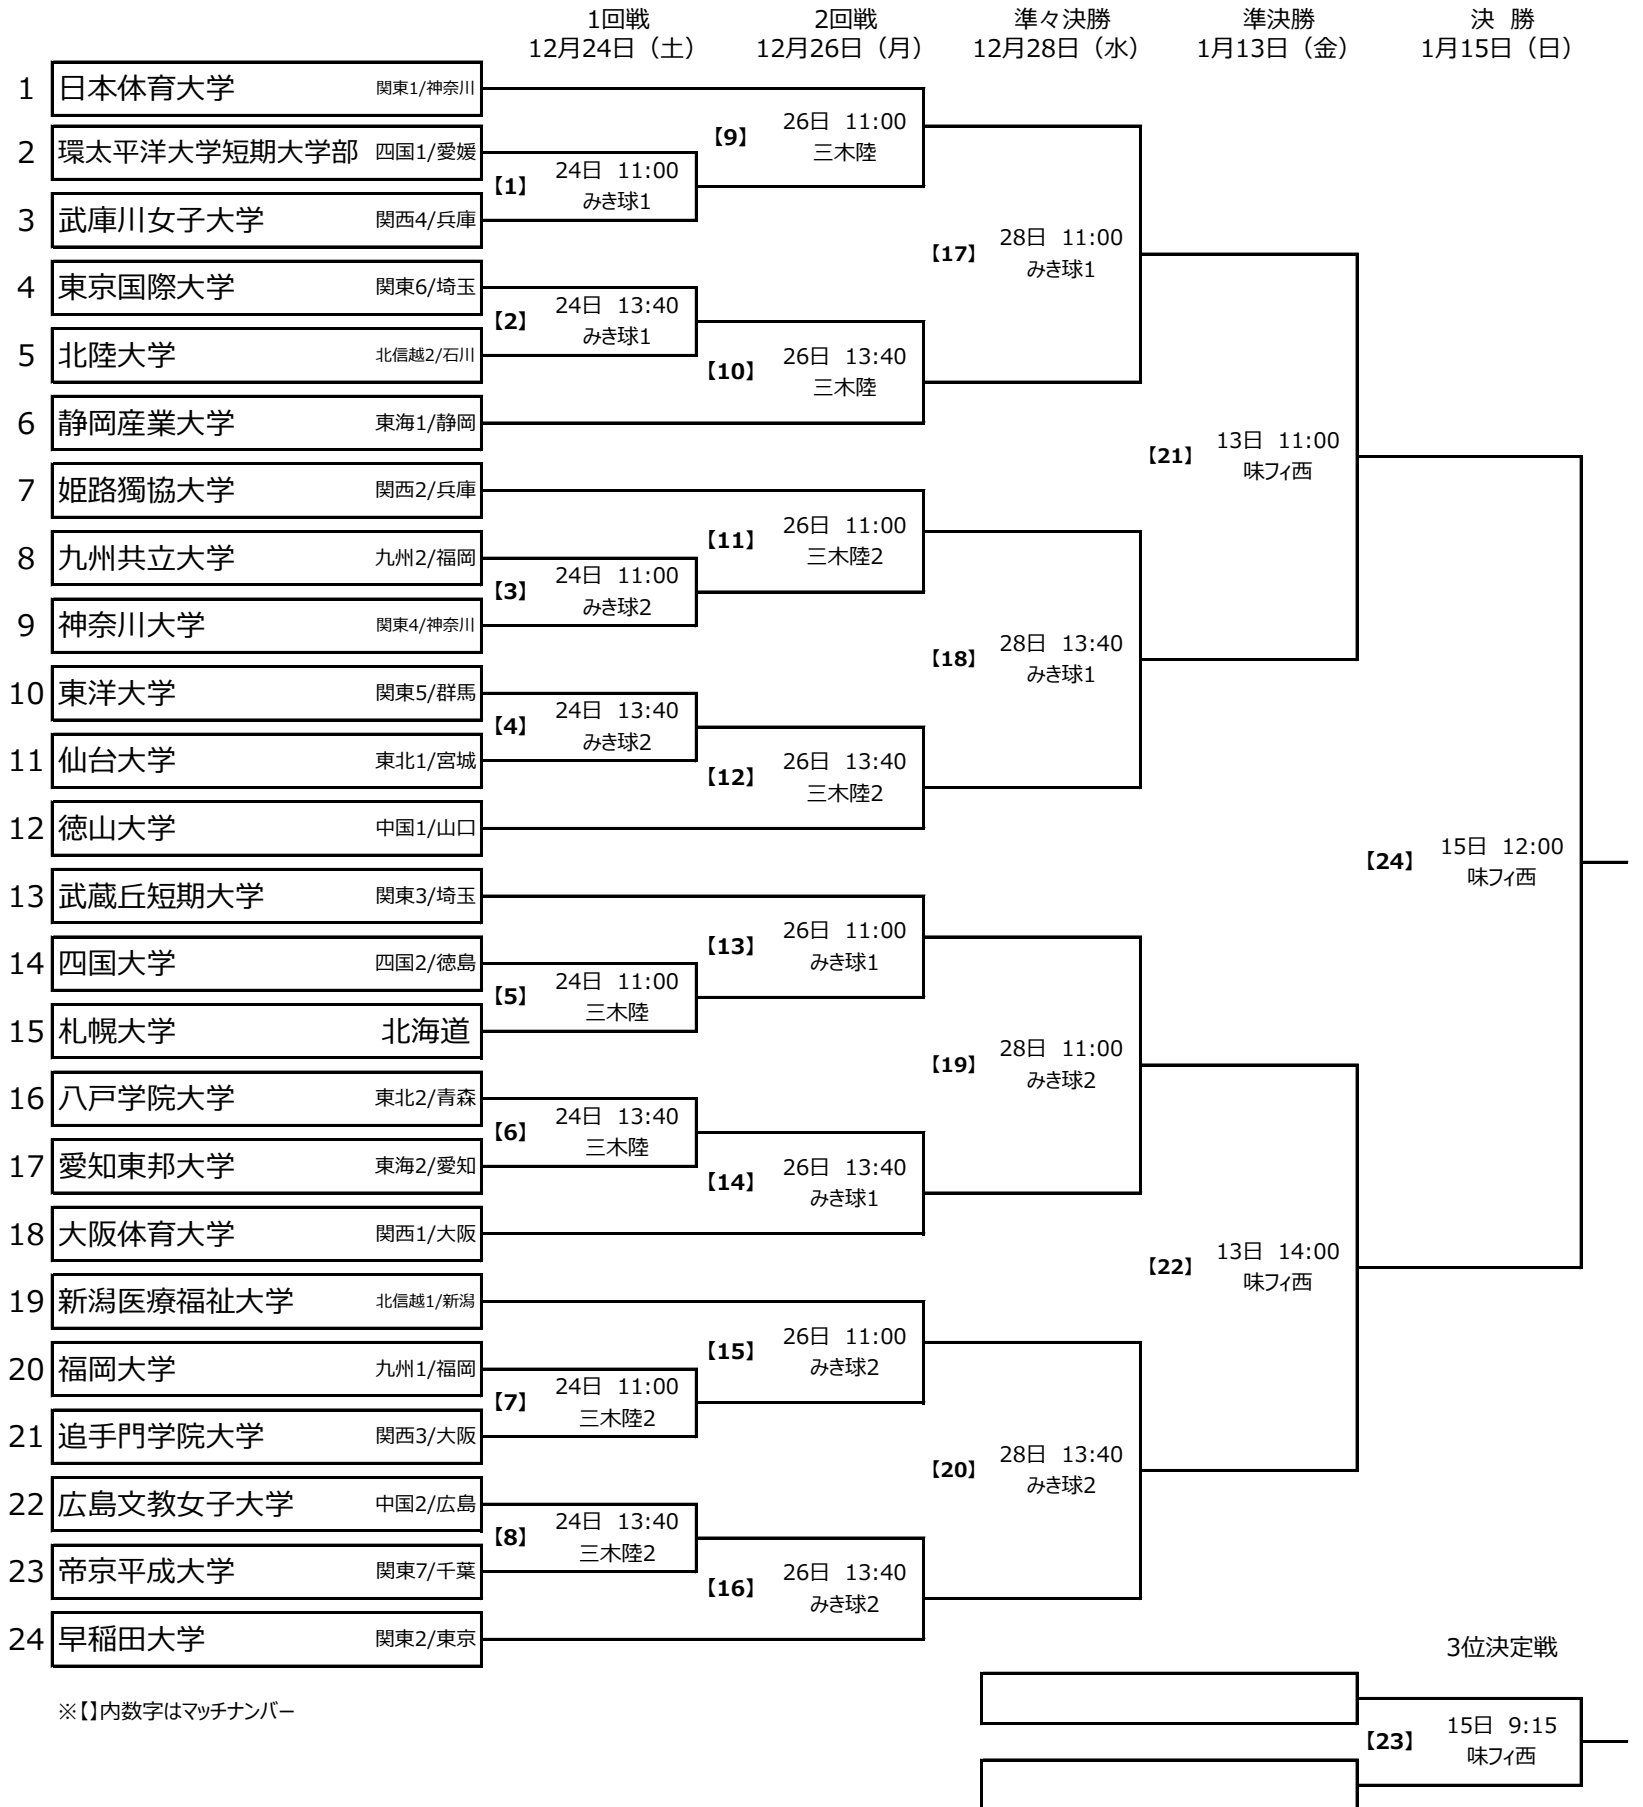 1回戦 2回戦 準々決勝 準決勝 決 勝
12月24日（土） 12月26日（月） 12月28日（水） 1月13日（金） 1月15日（日）
1 日本体育大学 関東1/神奈川
【9】 26日 11:00
三木陸
2 環太平洋大学短期大学部 四国1/愛媛
【1】 24日 11:00
みき球1
3 武庫川女子大学 関西4/兵庫
【17】 28日 11:00
みき球1
4 東京国際大学 関東6/埼玉
【2】 24日 13:40
みき球1
5 北陸大学 北信越2/石川
【10】 26日 13:40
三木陸
6 静岡産業大学 東海1/静岡
【21】 13日 11:00
味フィ西
7 姫路獨協大学 関西2/兵庫
【11】 26日 11:00
三木陸2
8 九州共立大学 九州2/福岡
【3】 24日 11:00
みき球2
9 神奈川大学 関東4/神奈川
【18】 28日 13:40
みき球1
10 東洋大学 関東5/群馬
【4】 24日 13:40
みき球2
11 仙台大学 東北1/宮城
【12】 26日 13:40
三木陸2
12 徳山大学 中国1/山口
【24】 15日 12:00
味フィ西
13 武蔵丘短期大学 関東3/埼玉
【13】 26日 11:00
みき球1
14 四国大学 四国2/徳島
【5】 24日 11:00
三木陸
15 札幌大学 北海道
【19】 28日 11:00
みき球2
16 八戸学院大学 東北2/青森
【6】 24日 13:40
三木陸
17 愛知東邦大学 東海2/愛知
【14】 26日 13:40
みき球1
18 大阪体育大学 関西1/大阪
【22】 13日 14:00
味フィ西
19 新潟医療福祉大学 北信越1/新潟
【15】 26日 11:00
みき球2
20 福岡大学 九州1/福岡
【7】 24日 11:00
三木陸2
21 追手門学院大学 関西3/大阪
【20】 28日 13:40
みき球2
22 広島文教女子大学 中国2/広島
【8】 24日 13:40
三木陸2
23 帝京平成大学 関東7/千葉
【16】 26日 13:40
みき球2
24 早稲田大学 関東2/東京
3位決定戦
※【】内数字はマッチナンバー
【23】 15日 9:15
味フィ西